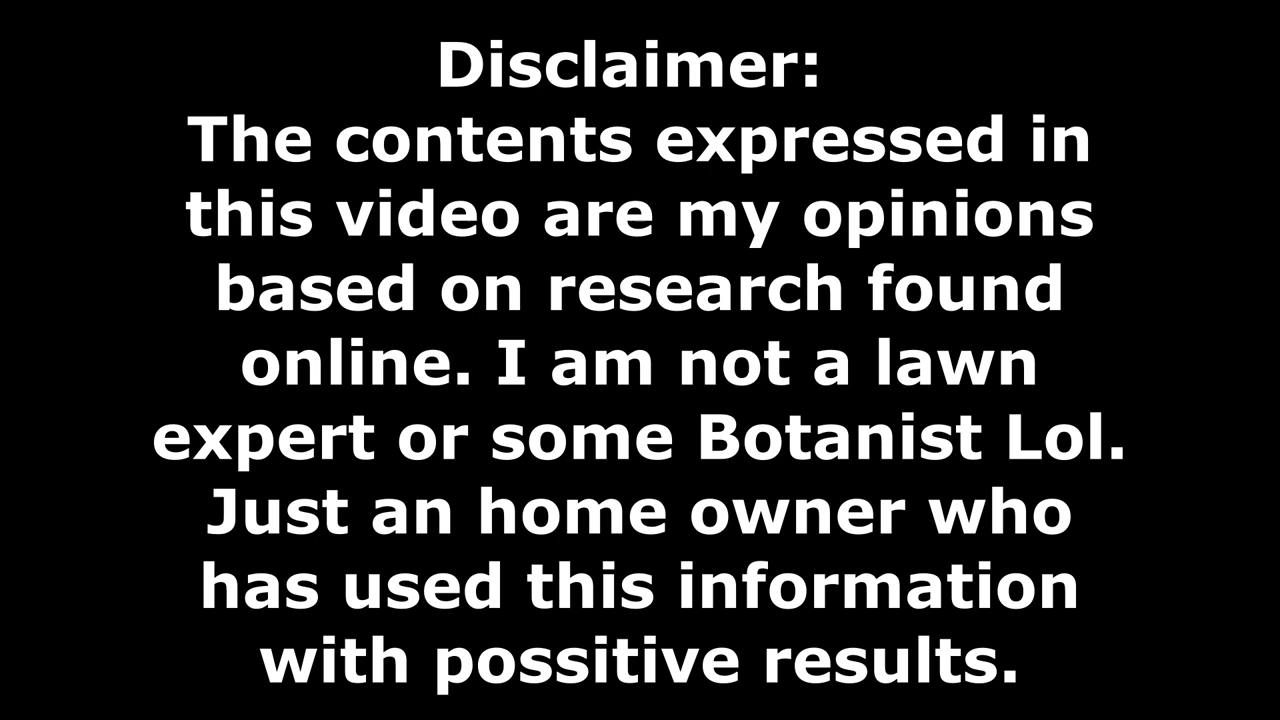 Disclaimer:
The contents expressed in
this video are my opinions
based on research found
online. I am not a lawn
expert or some Botanist Lol.
Just an home owner who
has used this information
with possitive results.